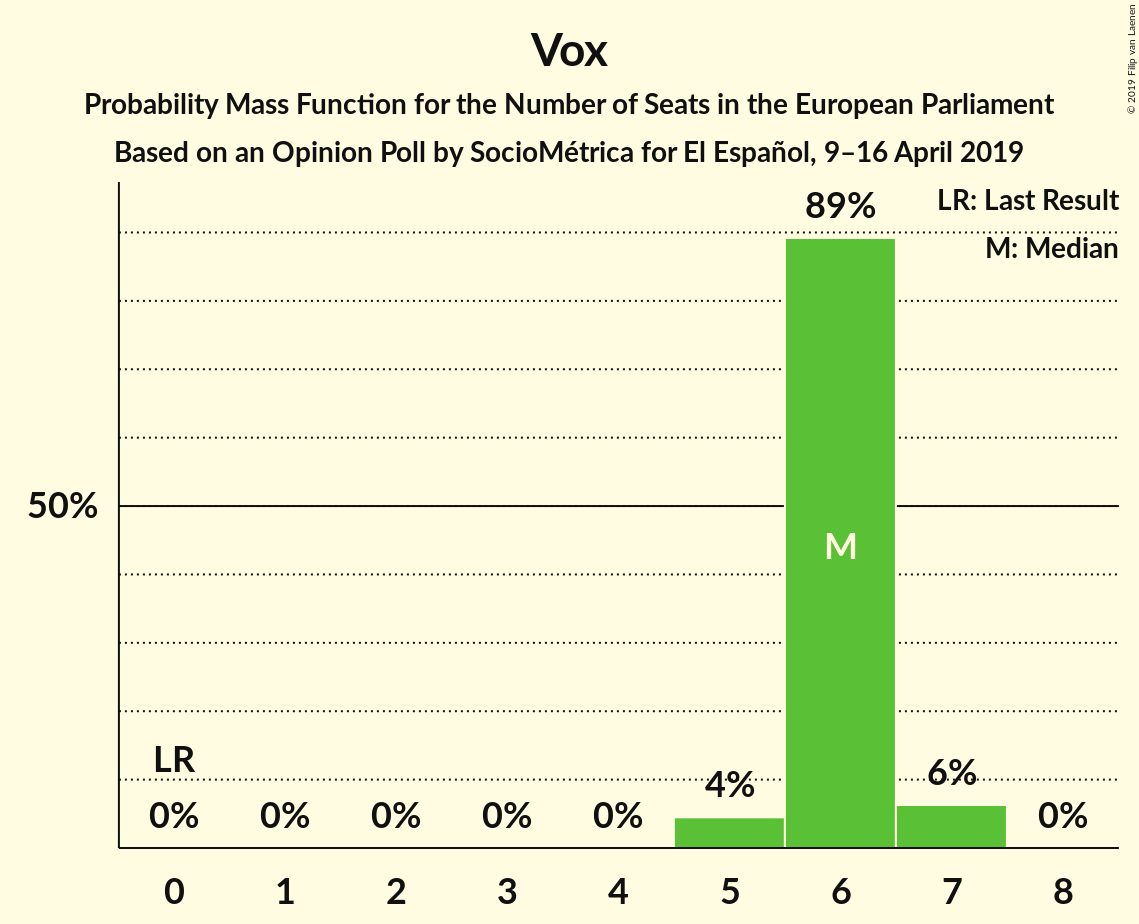 Vox
Probability Mass Function for the Number of Seats in the European Parliament
Based on an Opinion Poll by SocioMétrica for El Español, 9–16 April 2019
© 2019 Filip van Laenen
LR: Last Result
M: Median
89%
50%
M
LR
0% 0% 0% 0% 0% 4% 6% 0%
0 1 2 3 4 5 6 7 8